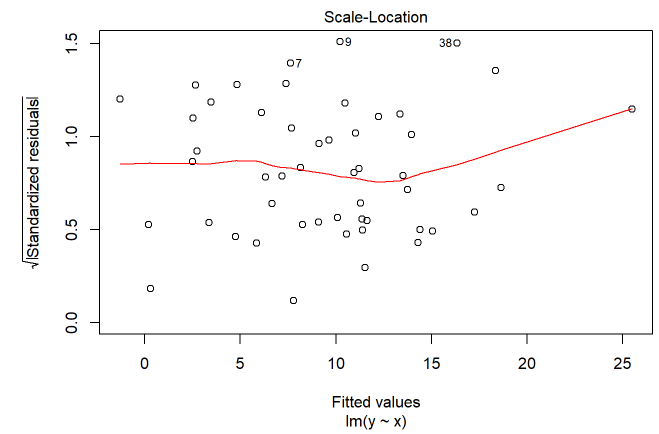 Scale-Location
√|Standardized residuals|
1.5
1.0
0.5
0.0
9
38
7
0 5 10 15 20 25
Fitted values
lm(y ~ x)